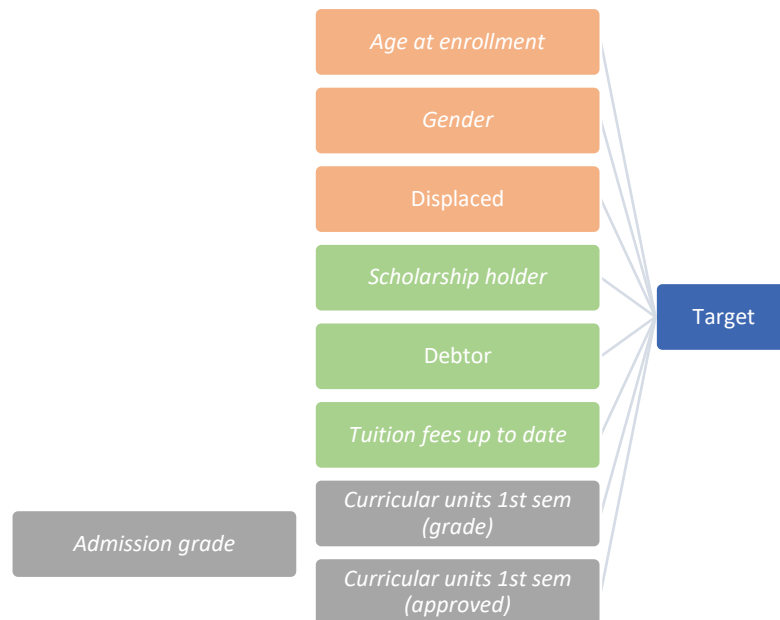 Age at enrollment
Gender
Displaced
Scholarship holder
Target
Debtor
Tuition fees up to date
Curricular units 1st sem
(grade)
Admission grade
Curricular units 1st sem
(approved)